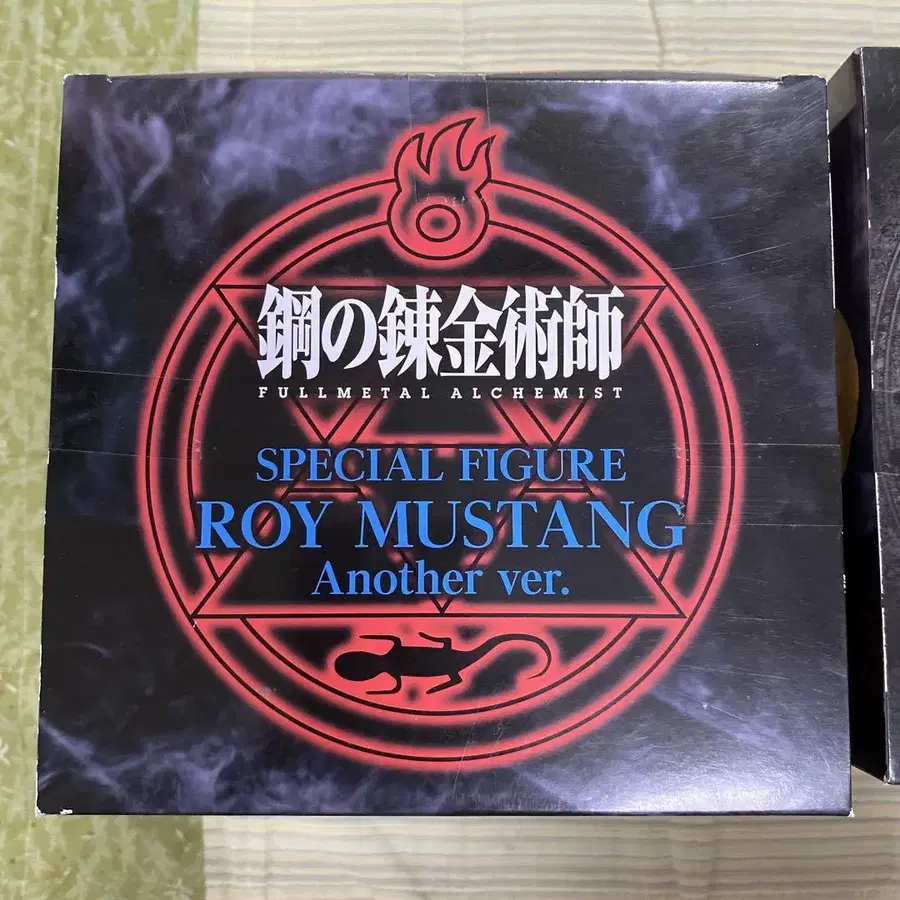 鋼の錬金術師
FULLMETAL ALCHEMIST
SPECIAL FIGURE
ROY MUSTANG
Another ver.